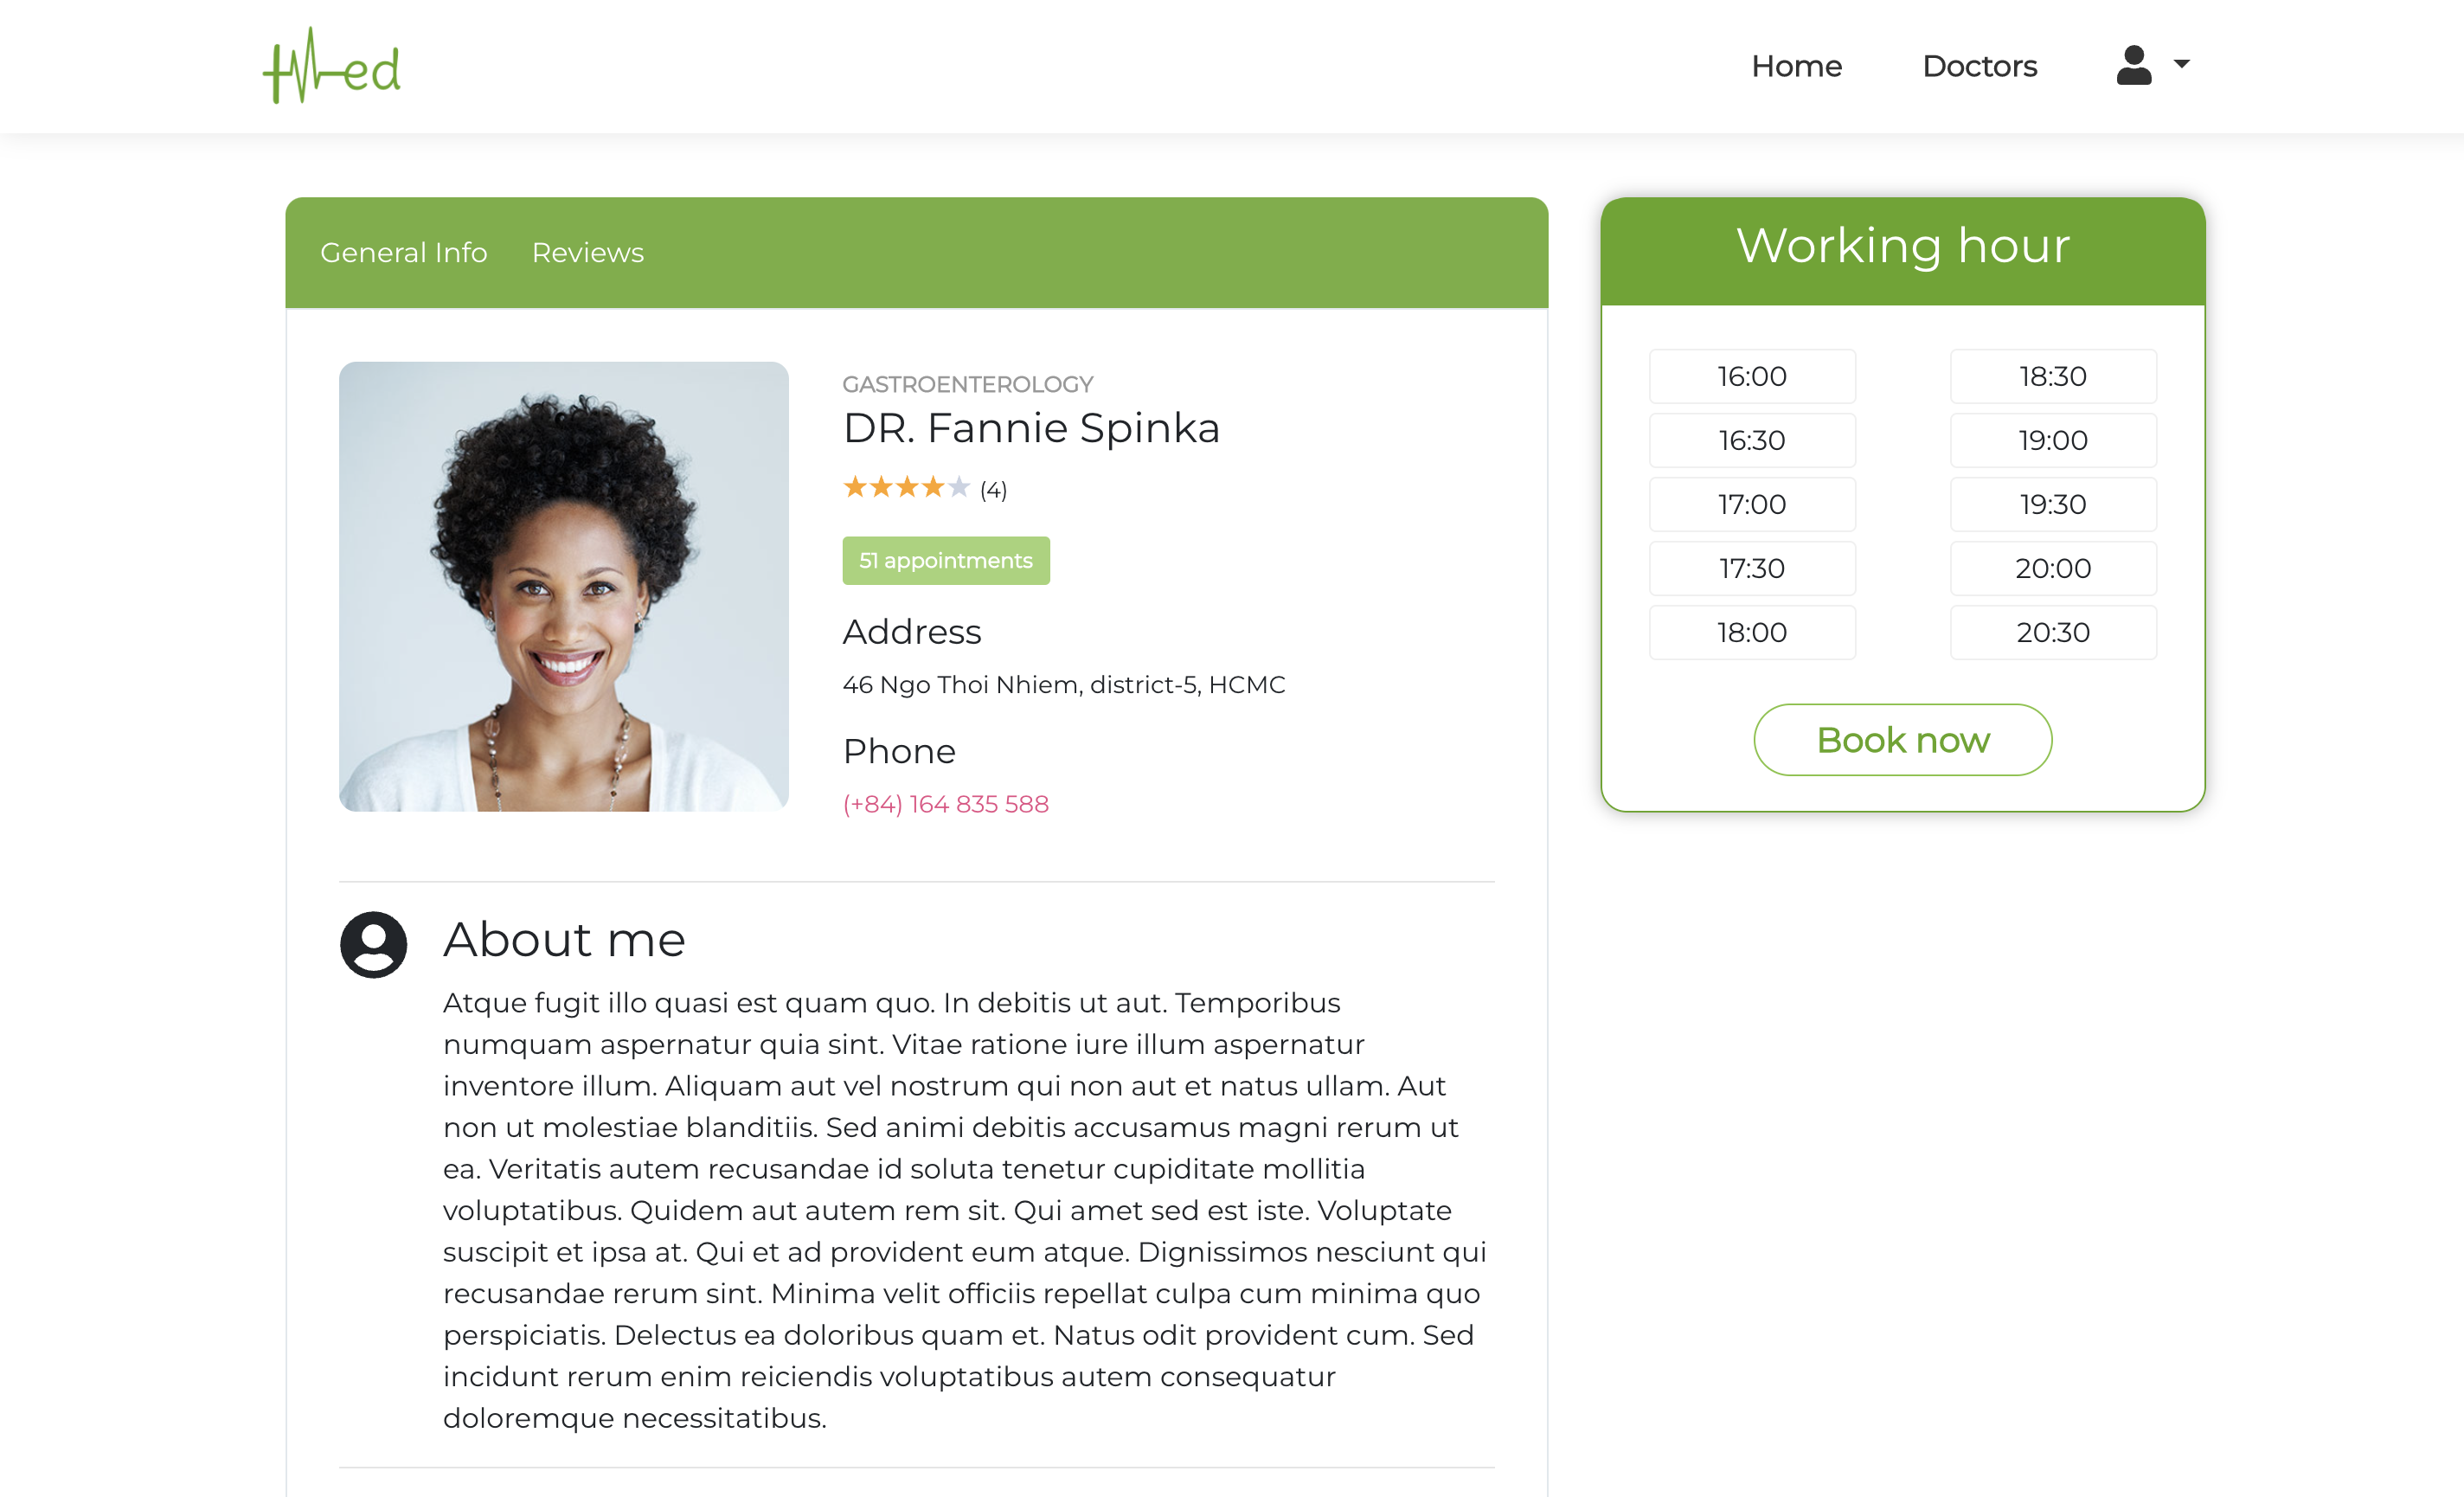 tMed
Home
Doctors
General Info
Reviews
GASTROENTEROLOGY
DR. Fannie Spinka
(4)
51 appointments
Address
46 Ngo Thoi Nhiem, district-5, HCMC
Phone
(+84) 164 835 588
About me
Atque fugit illo quasi est quam quo. In debitis ut aut. Temporibus
numquam aspernatur quia sint. Vitae ratione iure illum aspernatur
inventore illum. Aliquam aut vel nostrum qui non aut et natus ullam. Aut
non ut molestiae blanditiis. Sed animi debitis accusamus magni rerum ut
ea. Veritatis autem recusandae id soluta tenetur cupiditate mollitia
voluptatibus. Quidem aut autem rem sit. Qui amet sed est iste. Voluptate
suscipit et ipsa at. Qui et ad provident eum atque. Dignissimos nesciunt qui
recusandae rerum sint. Minima velit officiis repellat culpa cum minima quo
perspiciatis. Delectus ea doloribus quam et. Natus odit provident cum. Sed
incidunt rerum enim reiciendis voluptatibus autem consequatur
doloremque necessitatibus.
Working hour
16:00
18:30
16:30
19:00
17:00
19:30
17:30
20:00
18:00
20:30
Book now